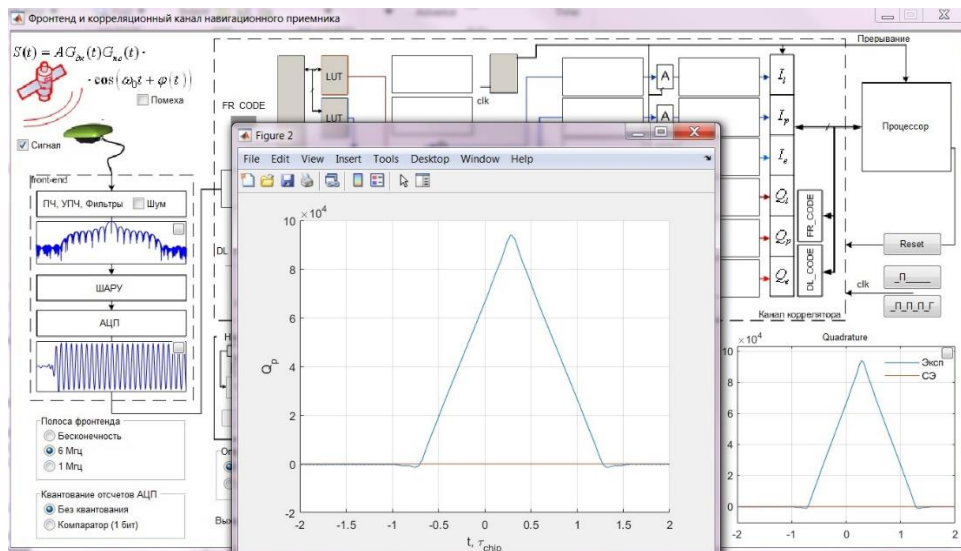 Фронтенд и корреляционный канал навигационного приемника
S(t) = AG_дк(t)G_нс(t) ·
· cos(ω₀t + φ(t))
Помеха
Сигнал
front-end
ПЧ, УПЧ, Фильтры
Шум
ШАРУ
АЦП
Полоса фронтенда
Бесконечность
6 Мгц
1 Мгц
Квантование отсчетов АЦП
Без квантования
Компаратор (1 бит)
FR CODE
LUT
LUT
clk
A
A
I_l
I_p
I_e
Q_l
Q_p
Q_e
FR_CODE
DL_CODE
Прерывание
Процессор
Reset
clk
_П____
_П_П_П_Г
Канал коррелятора
Figure 2
File Edit View Insert Tools Desktop Window Help
×10⁴
10
8
6
4
2
0
-2
Q_p
-2 -1.5 -1 -0.5 0 0.5 1 1.5 2
t, τ_chip
Quadrature
×10⁴
10
8
6
4
2
0
-2
Эксп
СЭ
-2 -1 0 1 2